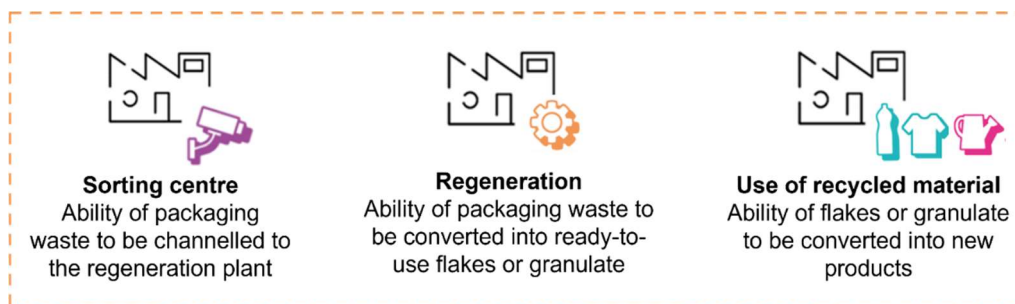 Sorting centre
Ability of packaging
waste to be channelled to
the regeneration plant
Regeneration
Ability of packaging waste to
be converted into ready-to-
use flakes or granulate
Use of recycled material
Ability of flakes or granulate
to be converted into new
products